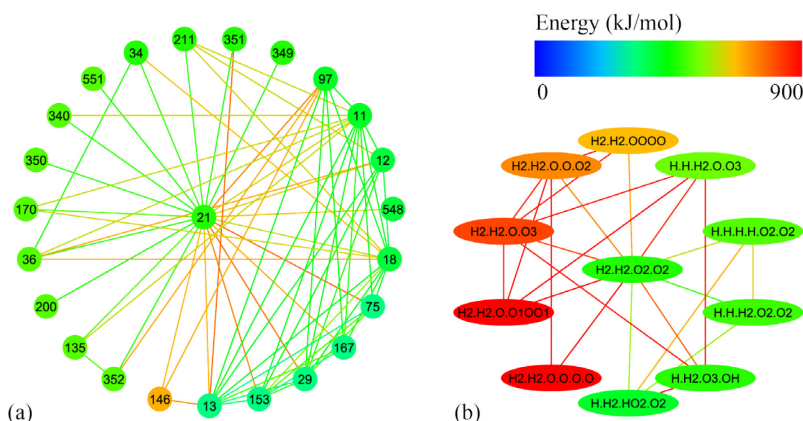 Energy (kJ/mol)
0 900
211
351
34
349
97
551
11
340
12
350
170
21
548
36
18
200
75
135
167
352
29
146
13
153
(a)
H2.H2.OOOO
H2.H2.O.O.O2
H.H.H2.O.O3
H2.H2.O.O3
H.H.H.H.O2.O2
H2.H2.O2.O2
H2.H2.O.O1OO1
H.H.H2.O2.O2
H2.H2.O.O.O.O
H.H2.O3.OH
H.H2.HO2.O2
(b)